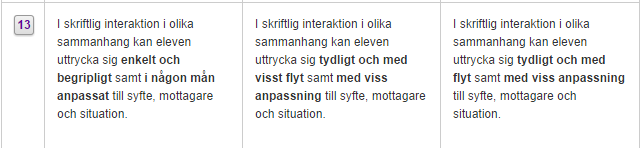 13
I skriftlig interaktion i olika
sammanhang kan eleven
uttrycka sig enkelt och
begripligt samt i någon mån
anpassat till syfte, mottagare
och situation.
I skriftlig interaktion i olika
sammanhang kan eleven
uttrycka sig tydligt och med
visst flyt samt med viss
anpassning till syfte, mottagare
och situation.
I skriftlig interaktion i olika
sammanhang kan eleven
uttrycka sig tydligt och med
flyt samt med viss anpassning
till syfte, mottagare och
situation.